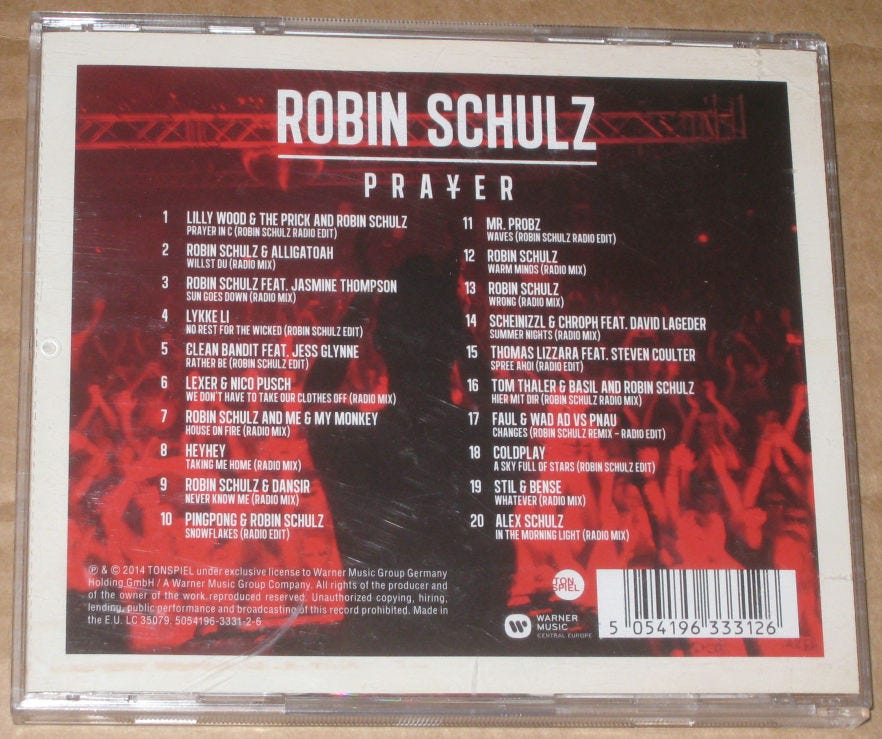 ROBIN SCHULZ
PRA¥ER
1 LILLY WOOD & THE PRICK AND ROBIN SCHULZ
PRAYER IN C (ROBIN SCHULZ RADIO EDIT)
2 ROBIN SCHULZ & ALLIGATOAH
WILLST DU (RADIO MIX)
3 ROBIN SCHULZ FEAT. JASMINE THOMPSON
SUN GOES DOWN (RADIO MIX)
4 LYKKE LI
NO REST FOR THE WICKED (ROBIN SCHULZ EDIT)
5 CLEAN BANDIT FEAT. JESS GLYNNE
RATHER BE (ROBIN SCHULZ EDIT)
6 LEXER & NICO PUSCH
WE DON'T HAVE TO TAKE OUR CLOTHES OFF (RADIO MIX)
7 ROBIN SCHULZ AND ME & MY MONKEY
HOUSE ON FIRE (RADIO MIX)
8 HEYHEY
TAKING ME HOME (RADIO MIX)
9 ROBIN SCHULZ & DANSIR
NEVER KNOW ME (RADIO MIX)
10 PINGPONG & ROBIN SCHULZ
SNOWFLAKES (RADIO EDIT)
11 MR. PROBZ
WAVES (ROBIN SCHULZ RADIO EDIT)
12 ROBIN SCHULZ
WARM MINDS (RADIO MIX)
13 ROBIN SCHULZ
WRONG (RADIO MIX)
14 SCHEINIZZL & CHROPH FEAT. DAVID LAGEDER
SUMMER NIGHTS (RADIO MIX)
15 THOMAS LIZZARA FEAT. STEVEN COULTER
SPREE AHOI (RADIO EDIT)
16 TOM THALER & BASIL AND ROBIN SCHULZ
HIER MIT DIR (ROBIN SCHULZ RADIO MIX)
17 FAUL & WAD AD VS PNAU
CHANGES (ROBIN SCHULZ REMIX - RADIO EDIT)
18 COLDPLAY
A SKY FULL OF STARS (ROBIN SCHULZ EDIT)
19 STIL & BENSE
WHATEVER (RADIO MIX)
20 ALEX SCHULZ
IN THE MORNING LIGHT (RADIO MIX)
℗ & © 2014 TONSPIEL under exclusive license to Warner Music Group Germany
Holding GmbH / A Warner Music Group Company. All rights of the producer and
of the owner of the work reproduced reserved. Unauthorized copying, hiring,
lending, public performance and broadcasting of this record prohibited. Made in
the E.U. LC 35079. 5054196-3331-2-6
TON
SPIEL
WARNER
MUSIC
CENTRAL EUROPE
5 054196 333126